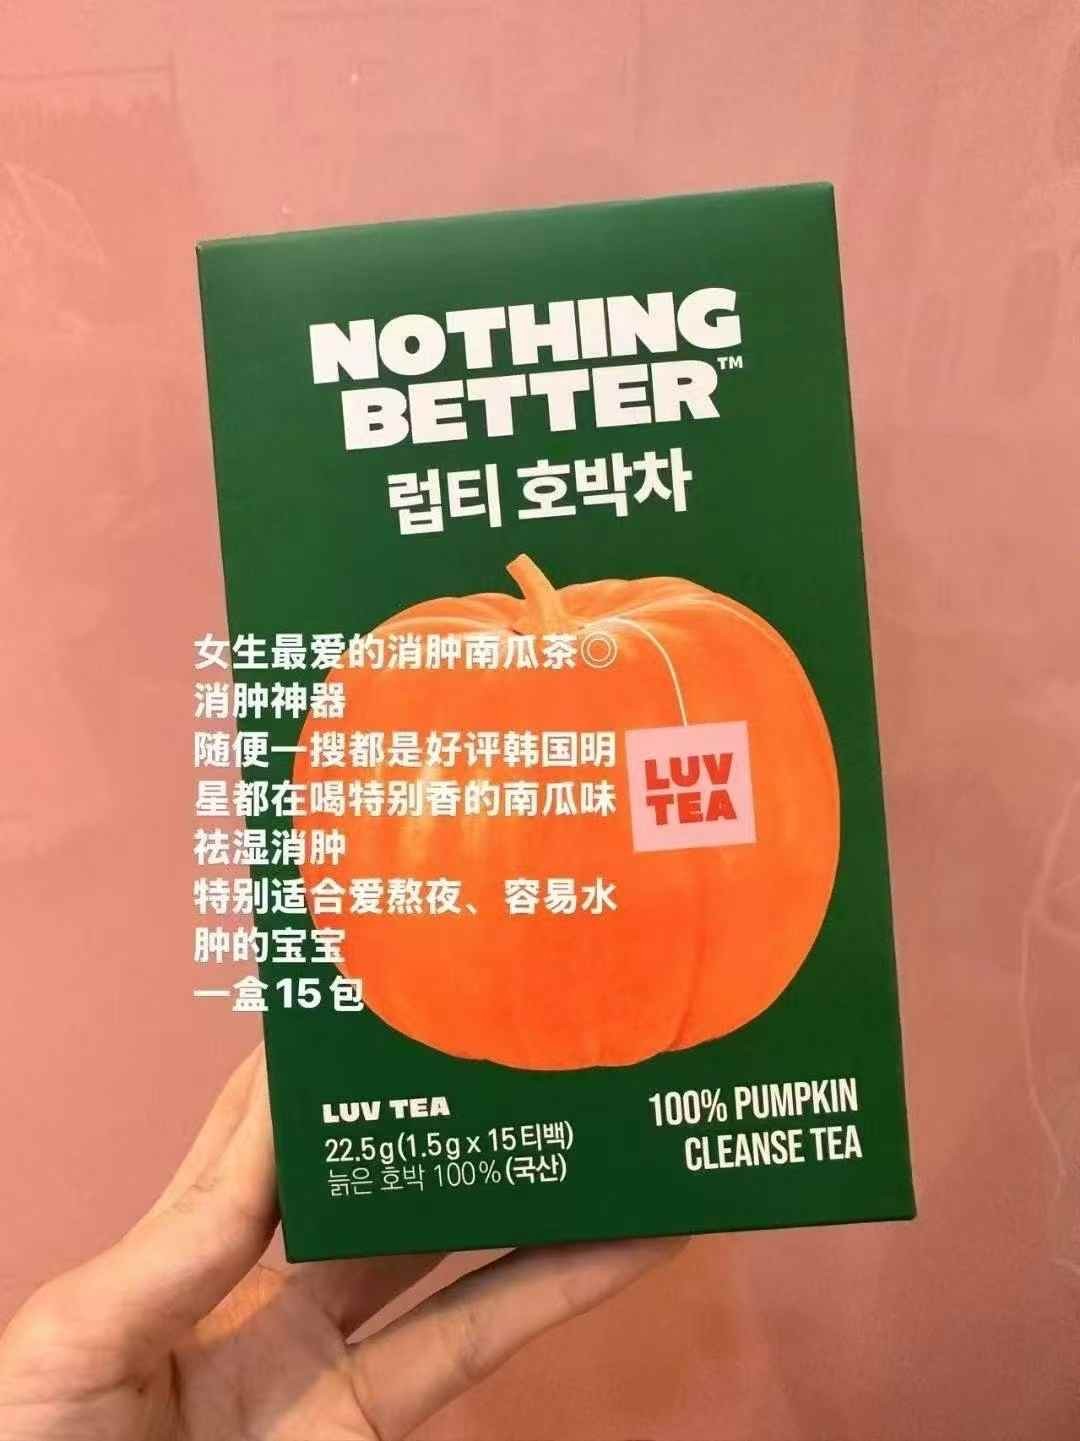 NOTHING
BETTER™
럽티 호박차
女生最爱的消肿南瓜茶◎
消肿神器
随便一搜都是好评韩国明
星都在喝特别香的南瓜味
祛湿消肿
特别适合爱熬夜、容易水
肿的宝宝
一盒15包
LUV
TEA
LUV TEA
22.5g(1.5g x 15티백)
늙은 호박 100%(국산)
100% PUMPKIN
CLEANSE TEA